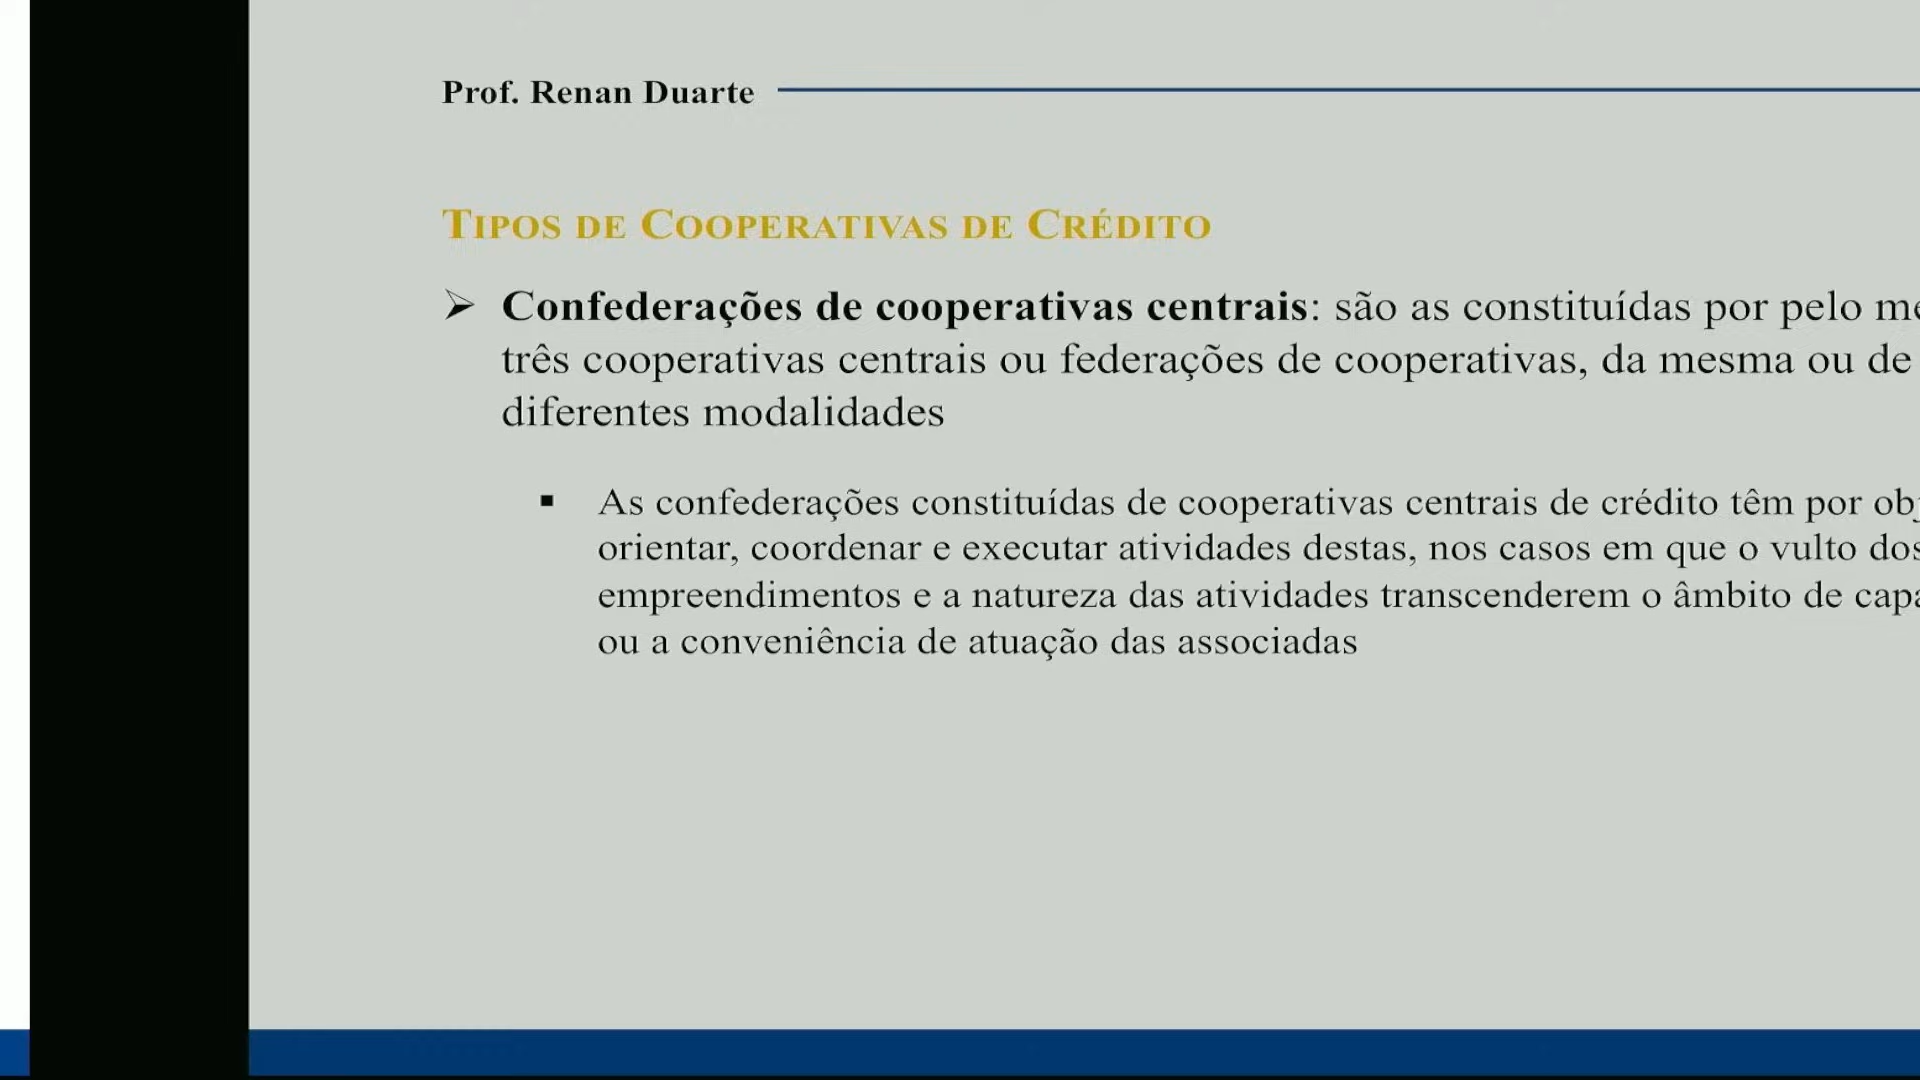 Prof. Renan Duarte
TIPOS DE COOPERATIVAS DE CRÉDITO
➢ Confederações de cooperativas centrais: são as constituídas por pelo
três cooperativas centrais ou federações de cooperativas, da mesma ou de
diferentes modalidades
▪ As confederações constituídas de cooperativas centrais de crédito têm por
orientar, coordenar e executar atividades destas, nos casos em que o vulto dos
empreendimentos e a natureza das atividades transcenderem o âmbito de
ou a conveniência de atuação das associadas